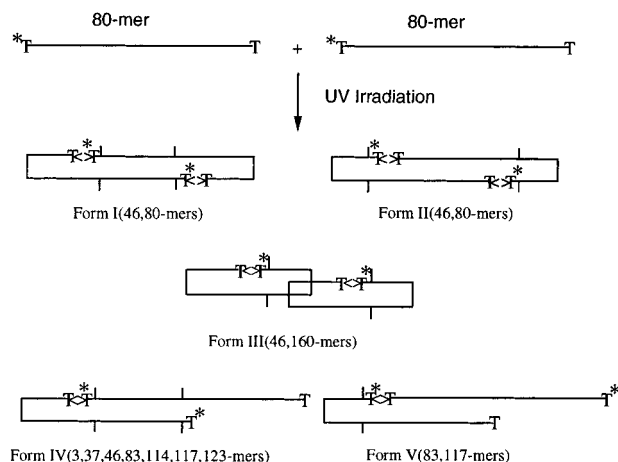 80-mer 80-mer
*T T + *T T
UV Irradiation
T<>T* T<>T*
T<>T* T<>T*
Form I(46,80-mers) Form II(46,80-mers)
T<>T* T<>T*
Form III(46,160-mers)
T<>T* T T<>T* T*
T* T
Form IV(3,37,46,83,114,117,123-mers) Form V(83,117-mers)